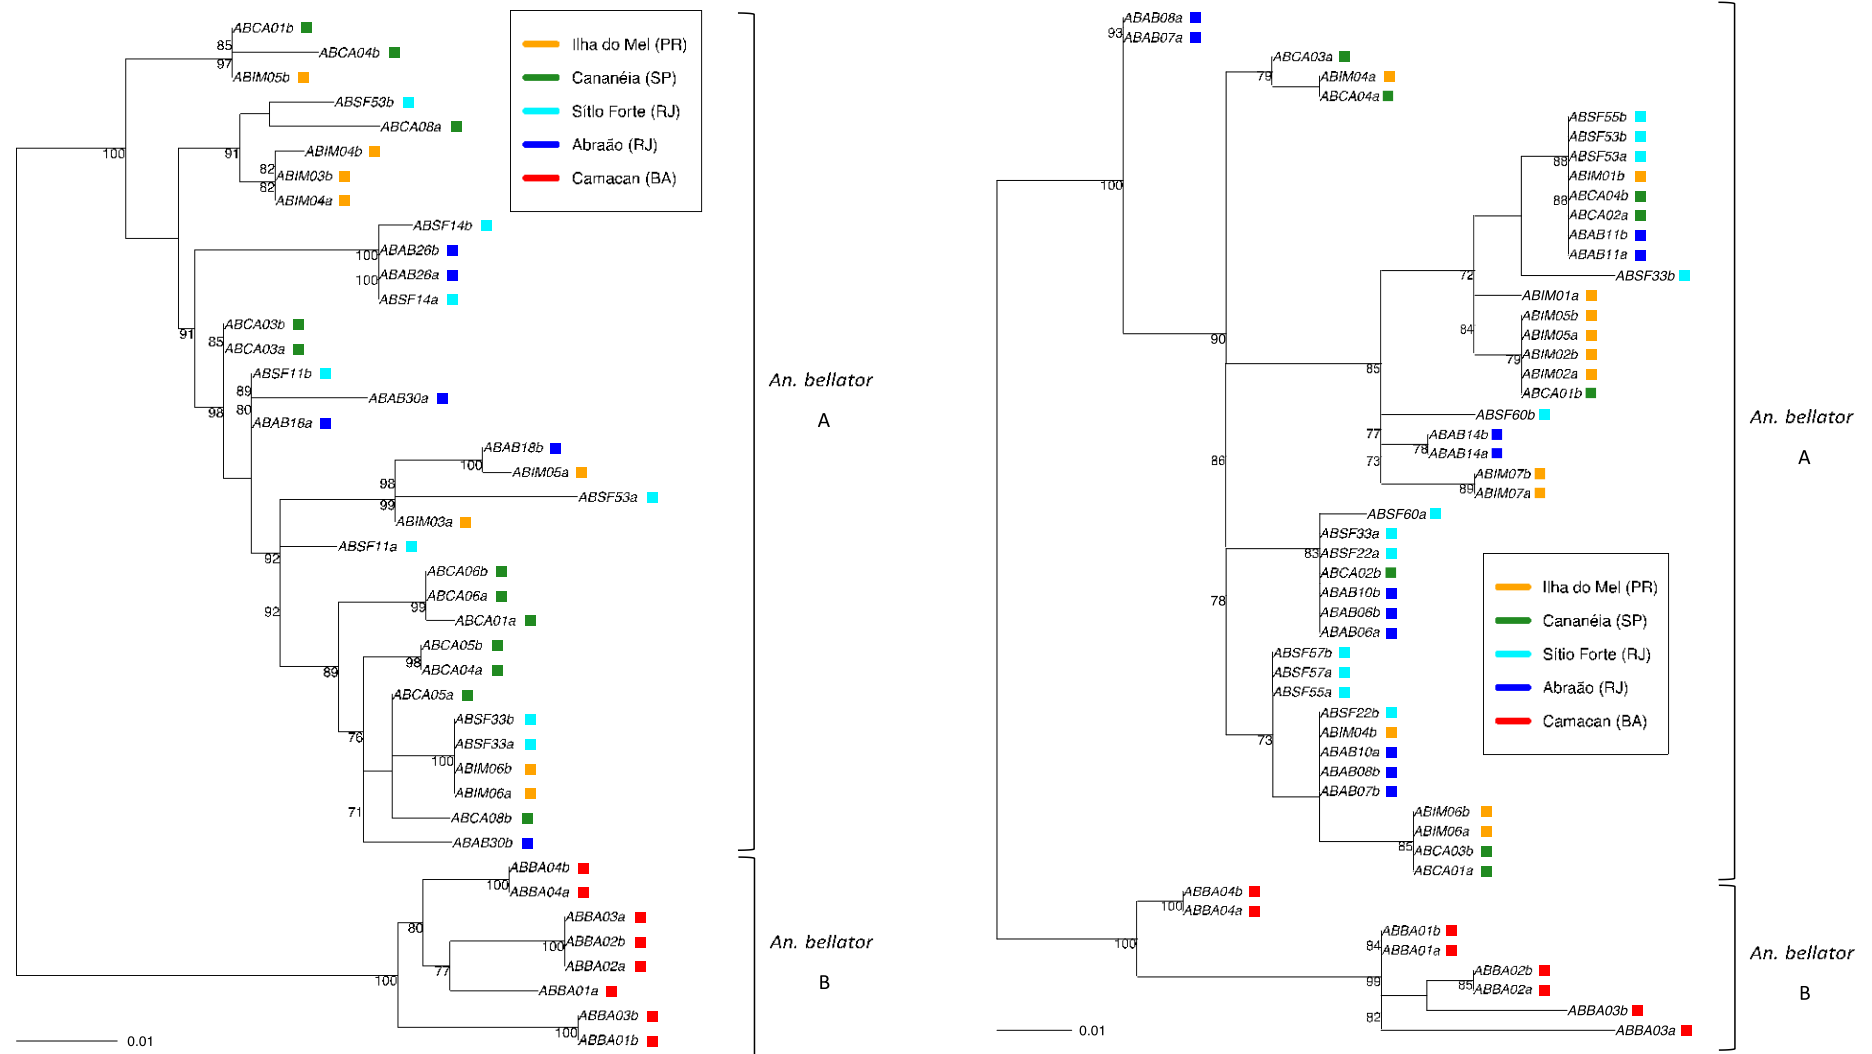 ABCA01b
85
ABCA04b
97
ABIM05b
ABSF53b
ABCA08a
100
91
ABIM04b
82
ABIM03b
82
ABIM04a
ABSF14b
ABAB26b
100
ABAB26a
100
ABSF14a
ABCA03b
91
85
ABCA03a
ABSF11b
89
ABAB30a
98
80
ABAB16a
ABAB18b
100
ABIM05a
98
ABSF53a
99
ABIM03a
ABSF11a
92
ABCA06b
ABCA06a
99
92
ABCA01a
ABCA05b
98
ABCA04a
89
ABCA05a
ABSF33b
76
ABSF33a
100
ABIM06b
ABIM06a
71
ABCA08b
ABAB30b
ABBA04b
100
ABBA04a
ABBA03a
80
ABBA02b
100
ABBA02a
77
100
ABBA01a
ABBA03b
100
ABBA01b
0.01
Ilha do Mel (PR)
Cananéia (SP)
Sítio Forte (RJ)
Abraão (RJ)
Camacan (BA)
An. bellator
A
An. bellator
B
ABAB08a
93
ABAB07a
ABCA03a
79
ABIM04a
ABCA04a
ABSF55b
ABSF53b
88
ABSF53a
ABIM01b
100
88
ABCA04b
ABCA02a
ABAB11b
ABAB11a
72
ABSF33b
ABIM01a
ABIM05b
84
ABIM05a
90
79
ABIM02b
85
ABIM02a
ABCA01b
ABSF60b
77
ABAB14b
78
ABAB14a
86
73
ABIM07b
89
ABIM07a
ABSF60a
ABSF33a
83
ABSF22a
ABCA02b
78
ABAB10b
ABAB06b
ABAB06a
ABSF57b
ABSF57a
ABSF55a
ABSF22b
73
ABIM04b
ABAB10a
ABAB08b
ABAB07b
ABIM06b
ABIM06a
85
ABCA03b
ABCA01a
ABBA04b
100
ABBA04a
100
ABBA01b
94
ABBA01a
99
ABBA02b
85
ABBA02a
82
ABBA03b
ABBA03a
0.01
Ilha do Mel (PR)
Cananéia (SP)
Sítio Forte (RJ)
Abraão (RJ)
Camacan (BA)
An. bellator
A
An. bellator
B